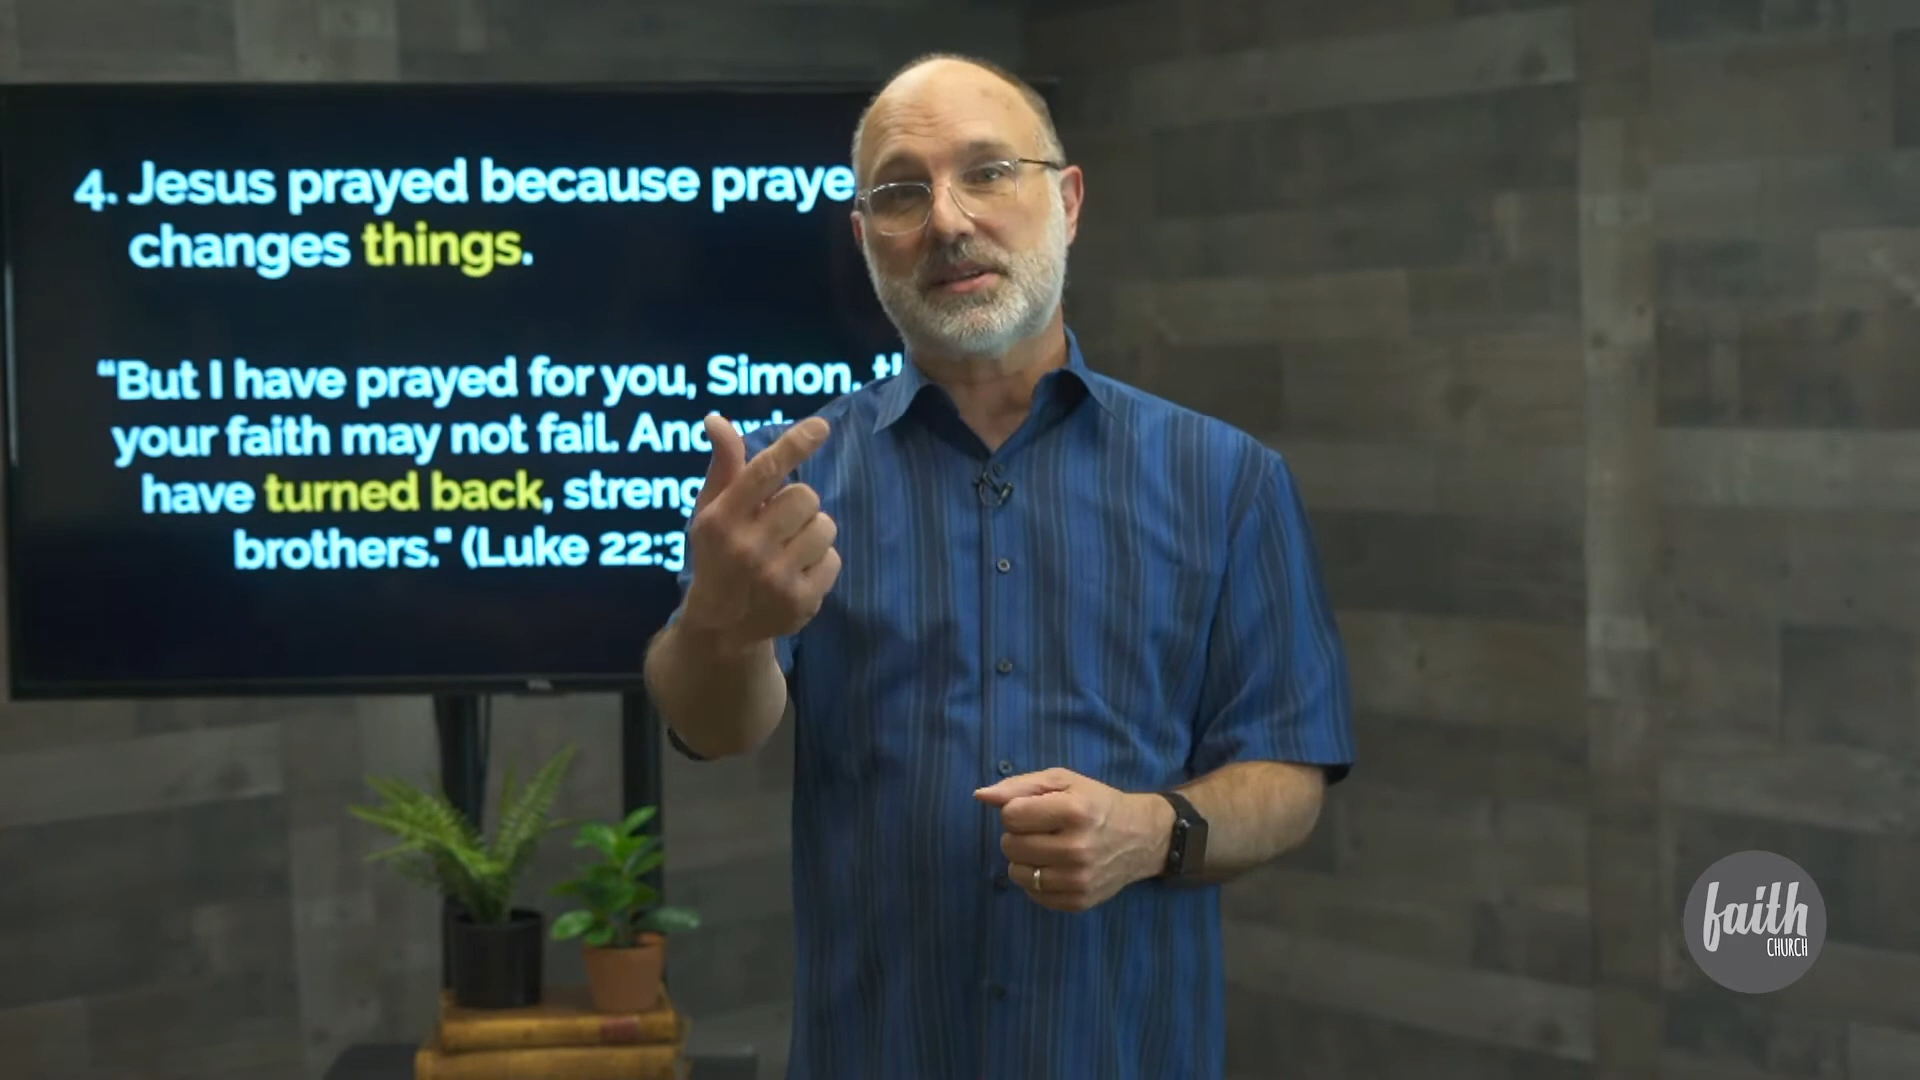 4. Jesus prayed because praye
changes things.
“But I have prayed for you, Simon,
your faith may not fail. And
have turned back, streng
brothers." (Luke 22:3
faith
CHURCH